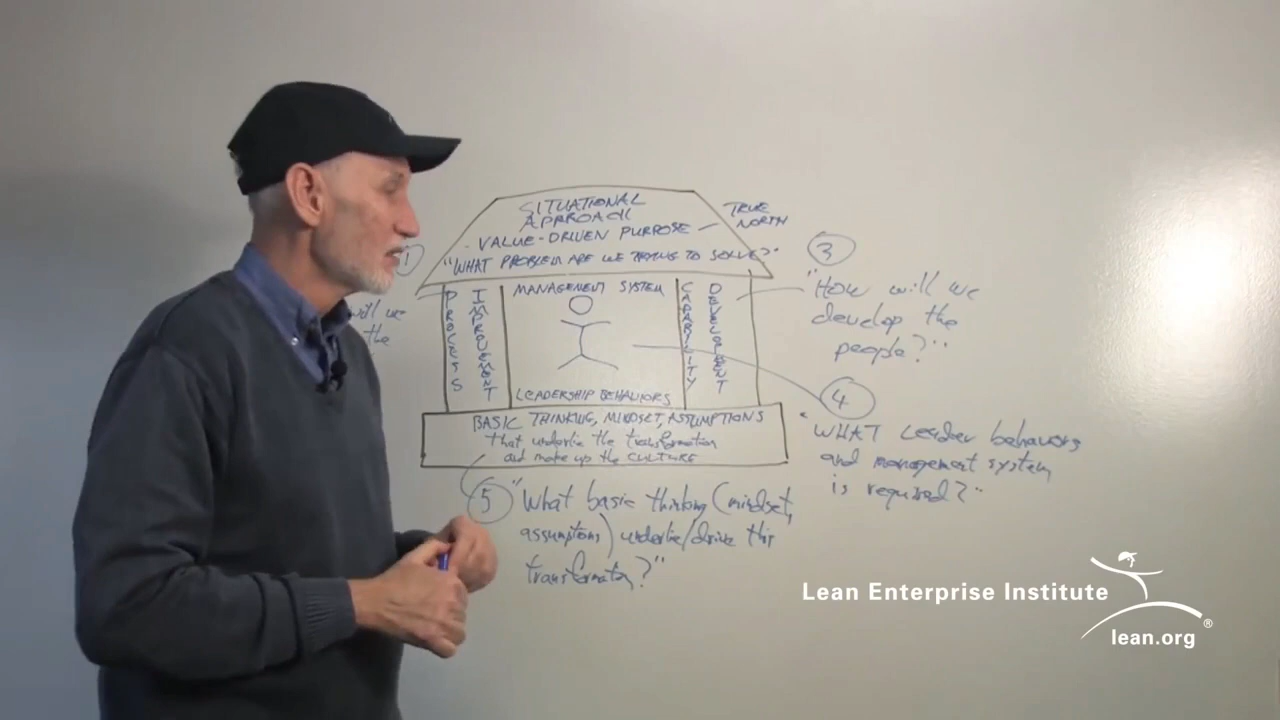 SITUATIONAL
APPROACH
- VALUE-DRIVEN PURPOSE -
TRUE
NORTH
"WHAT PROBLEM ARE WE TRYING TO SOLVE?"
1
will we
the
PROCESS
IMPROVEMENT
MANAGEMENT SYSTEM
LEADERSHIP BEHAVIORS
CAPABILITY
DEVELOPMENT
3
"How will we
develop the
people?"
4
"WHAT Leader behaviors
and management system
is required?"
BASIC THINKING, MINDSET, ASSUMPTIONS
that underlie the transformation
and make up the CULTURE
5
"What basic thinking (mindset,
assumptions) underlie/drive this
transformation?"
Lean Enterprise Institute
lean.org